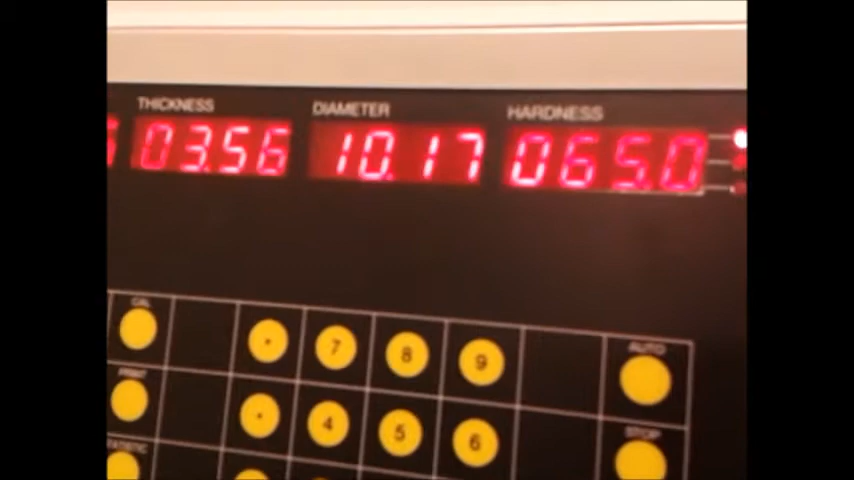 THICKNESS DIAMETER HARDNESS
03.56 10.17 065.0
CAL 7 8 9 AUTO
PRINT 4 5 6 STOP